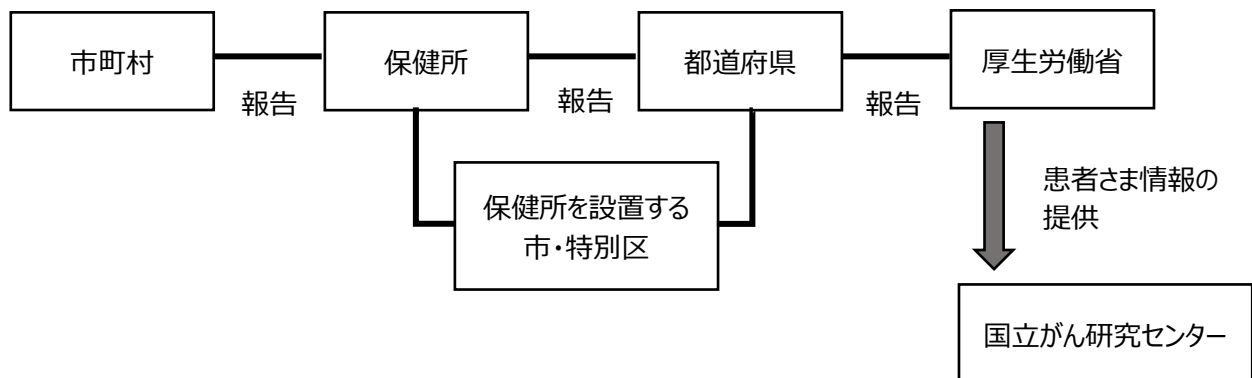 市町村
保健所
都道府県
厚生労働省
報告
報告
報告
保健所を設置する
市・特別区
患者さま情報の
提供
国立がん研究センター